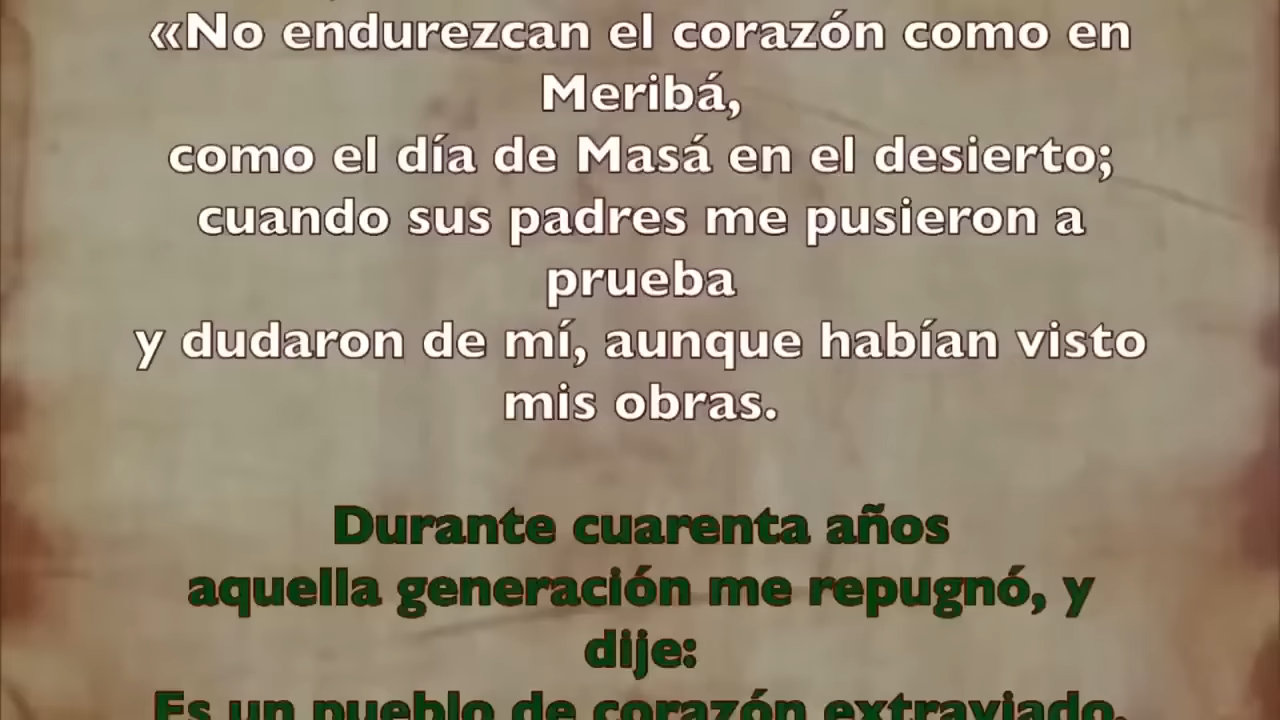 «No endurezcan el corazón como en
Meribá,
como el día de Masá en el desierto;
cuando sus padres me pusieron a
prueba
y dudaron de mí, aunque habían visto
mis obras.
Durante cuarenta años
aquella generación me repugnó, y
dije:
Es un pueblo de corazón extraviado,